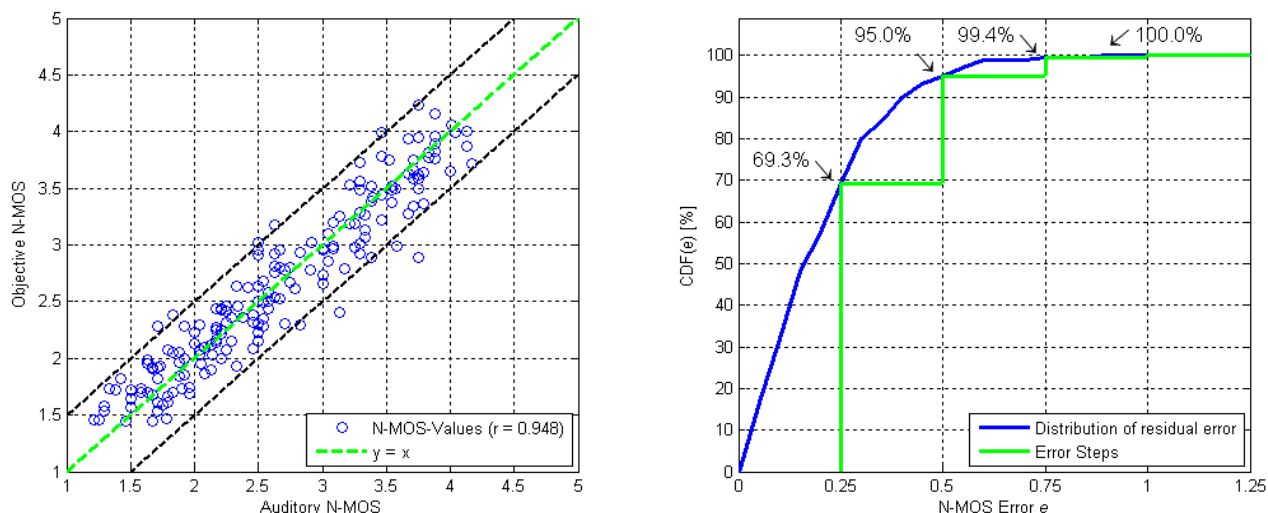 5
4.5
4
3.5
3
2.5
2
1.5
1
Objective N-MOS
N-MOS-Values (r = 0.948)
y = x
1 1.5 2 2.5 3 3.5 4 4.5 5
Auditory N-MOS
95.0% 99.4% 100.0%
69.3%
100
90
80
70
60
50
40
30
20
10
0
CDF(e) [%]
Distribution of residual error
Error Steps
0 0.25 0.5 0.75 1 1.25
N-MOS Error e